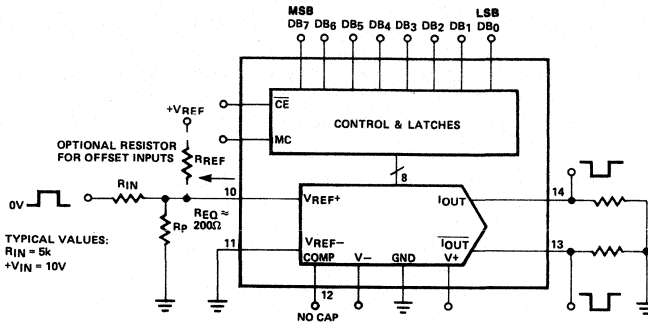 MSB LSB
DB7 DB6 DB5 DB4 DB3 DB2 DB1 DB0
+VREF
CE
MC
CONTROL & LATCHES
OPTIONAL RESISTOR
FOR OFFSET INPUTS
RREF
8
0V
RIN
10
VREF+
IOUT
14
RP
REQ ≈
200Ω
TYPICAL VALUES:
RIN = 5k
+VIN = 10V
11
VREF–
IOUT
13
COMP V– GND V+
12
NO CAP